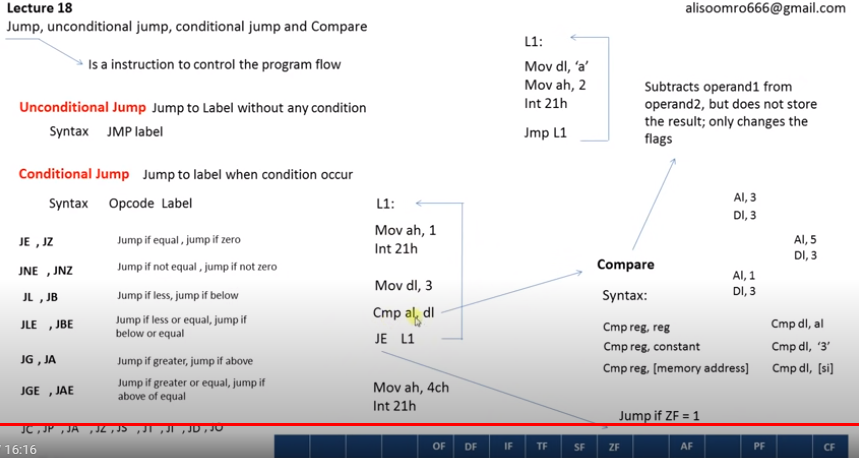 Lecture 18
alisoomro666@gmail.com
Jump, unconditional jump, conditional jump and Compare
Is a instruction to control the program flow
Unconditional Jump Jump to Label without any condition
Syntax JMP label
Conditional Jump Jump to label when condition occur
Syntax Opcode Label
JE , JZ Jump if equal , jump if zero
JNE , JNZ Jump if not equal , jump if not zero
JL , JB Jump if less, jump if below
JLE , JBE Jump if less or equal, jump if
below or equal
JG , JA Jump if greater, jump if above
JGE , JAE Jump if greater or equal, jump if
above of equal
JC , JP , JA , JZ , JS
L1:
Mov ah, 1
Int 21h
Mov dl, 3
Cmp al, dl
JE L1
Mov ah, 4ch
Int 21h
L1:
Mov dl, ‘a’
Mov ah, 2
Int 21h
Jmp L1
Subtracts operand1 from
operand2, but does not store
the result; only changes the
flags
Al, 3
Dl, 3
Al, 5
Dl, 3
Al, 1
Dl, 3
Compare
Syntax:
Cmp reg, reg Cmp dl, al
Cmp reg, constant Cmp dl, ‘3’
Cmp reg, [memory address] Cmp dl, [si]
Jump if ZF = 1
16:16
OF DF IF TF SF ZF AF PF CF